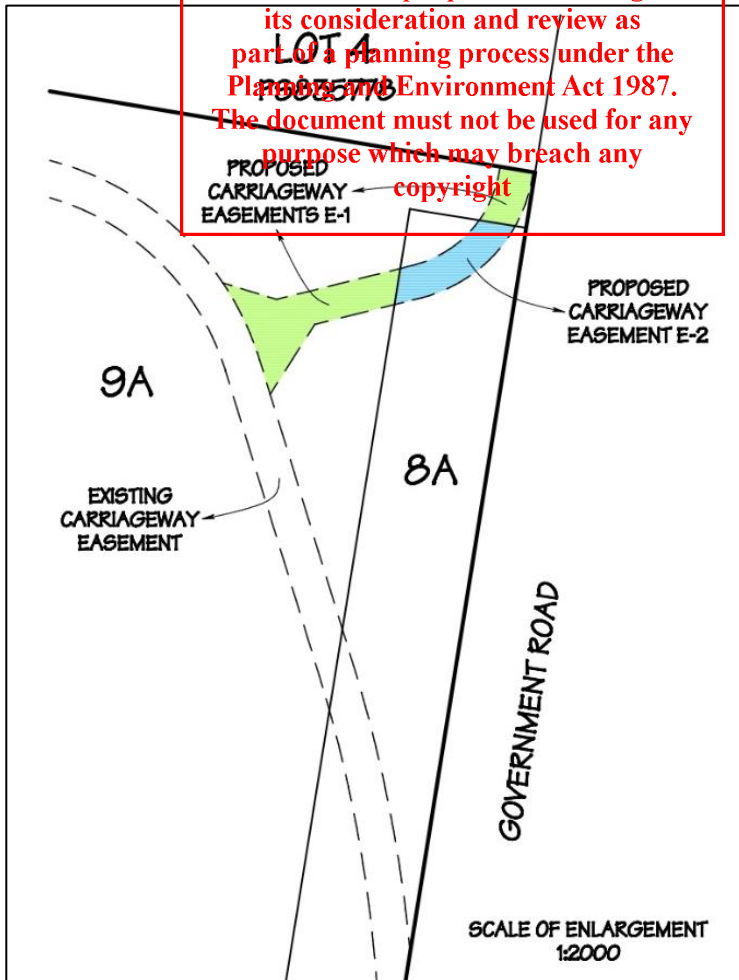 its consideration and review as
part of a planning process under the
Planning and Environment Act 1987.
The document must not be used for any
purpose which may breach any
copyright
LOT 4
PS835777B
PROPOSED
CARRIAGEWAY
EASEMENTS E-1
PROPOSED
CARRIAGEWAY
EASEMENT E-2
9A
8A
EXISTING
CARRIAGEWAY
EASEMENT
GOVERNMENT ROAD
SCALE OF ENLARGEMENT
1:2000